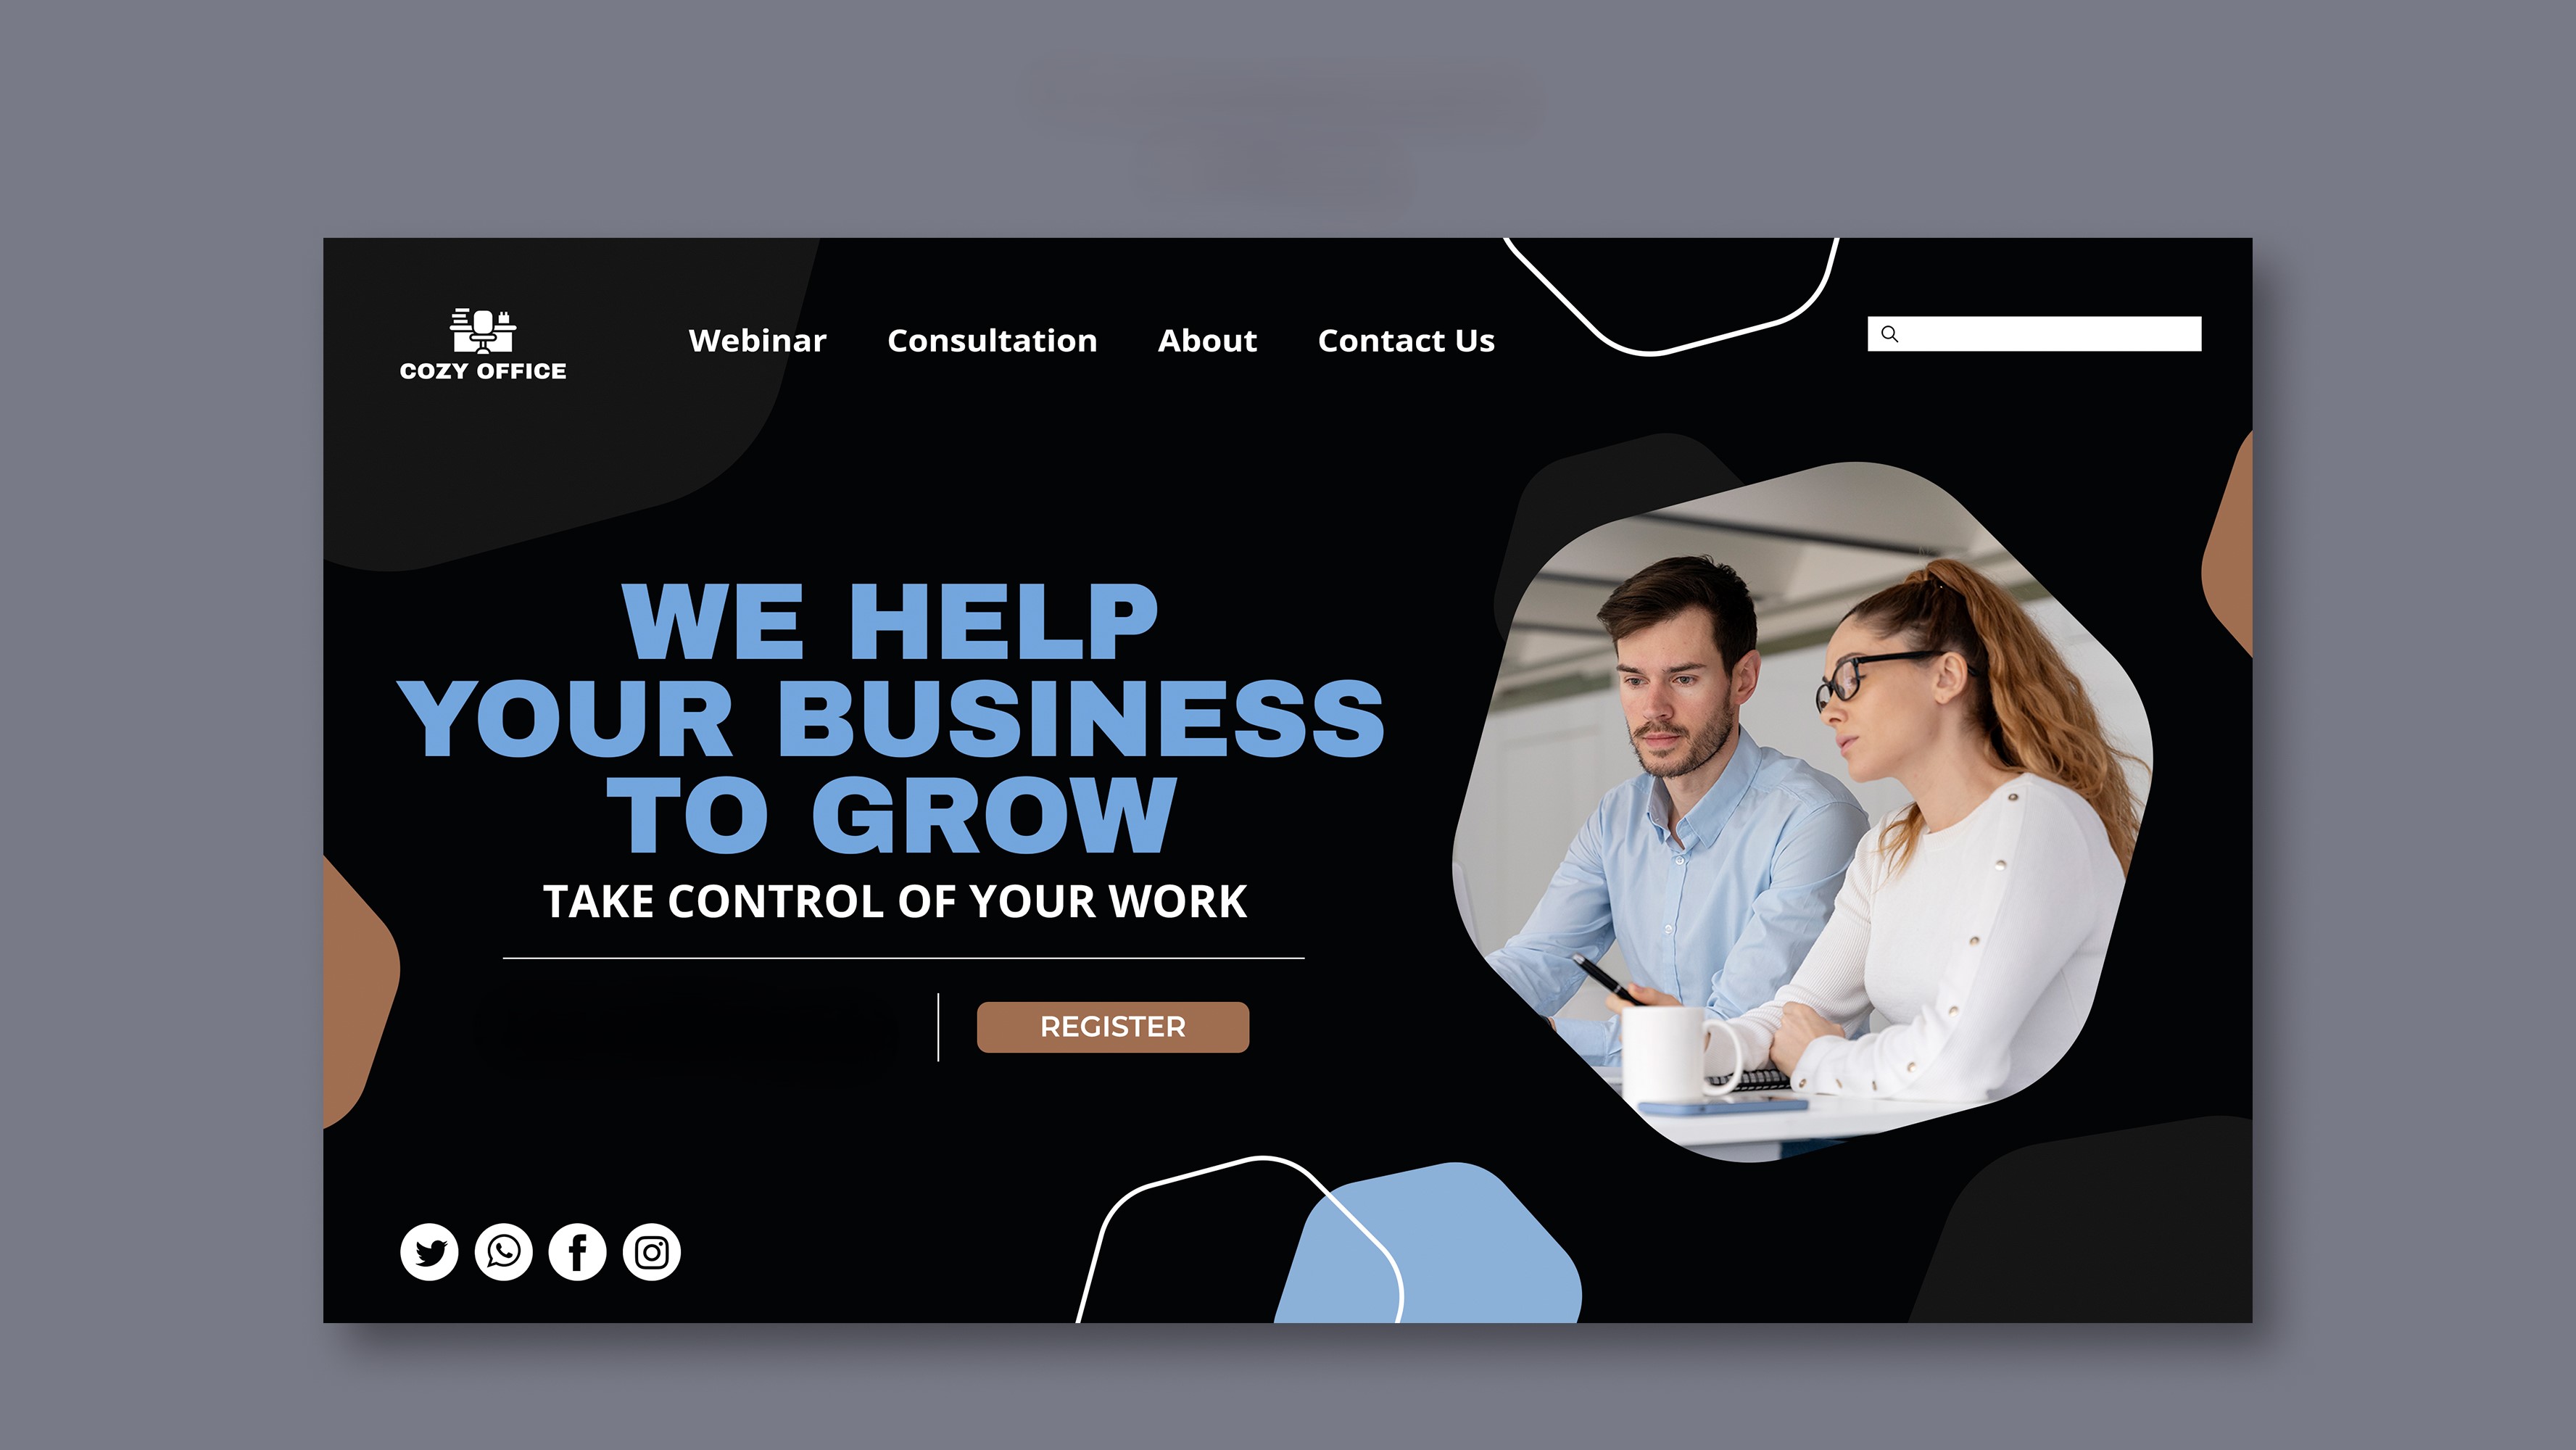 COZY OFFICE
Webinar
Consultation
About
Contact Us
WE HELP
YOUR BUSINESS
TO GROW
TAKE CONTROL OF YOUR WORK
REGISTER